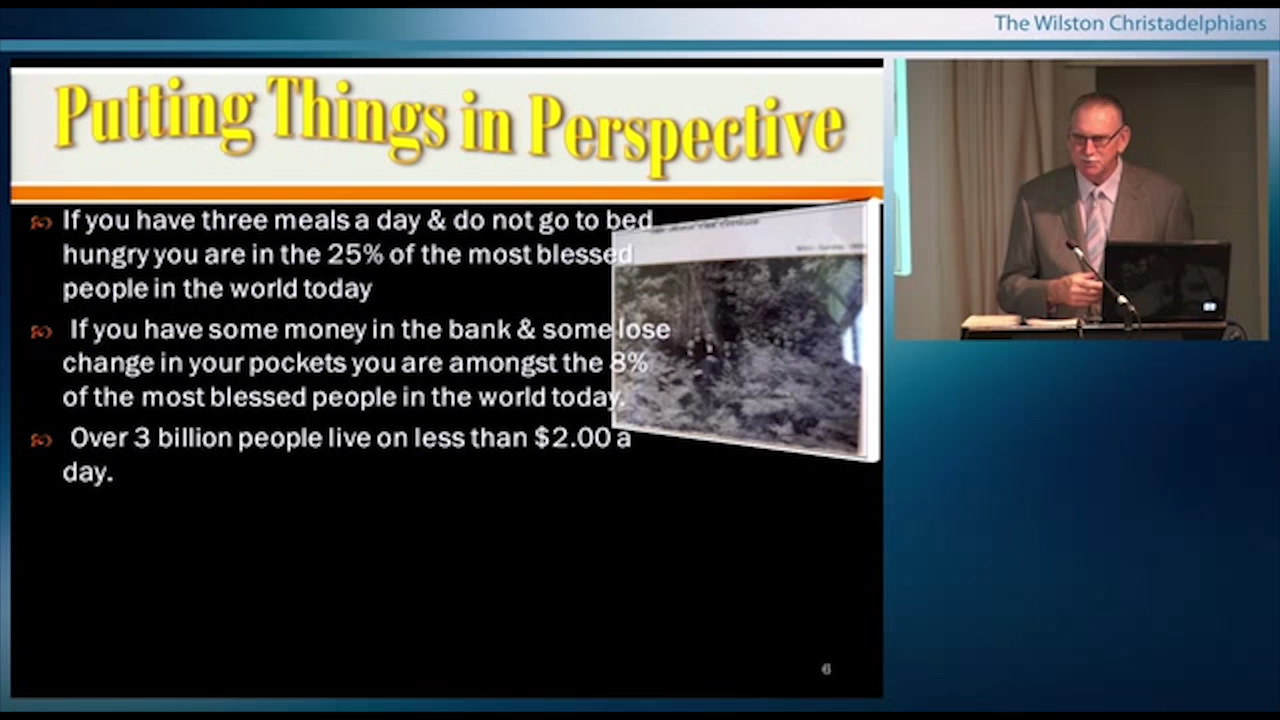 The Wilston Christadelphians
Putting Things in Perspective
If you have three meals a day & do not go to bed
hungry you are in the 25% of the most blessed
people in the world today
If you have some money in the bank & some lose
change in your pockets you are amongst the 8%
of the most blessed people in the world today.
Over 3 billion people live on less than $2.00 a
day.
6